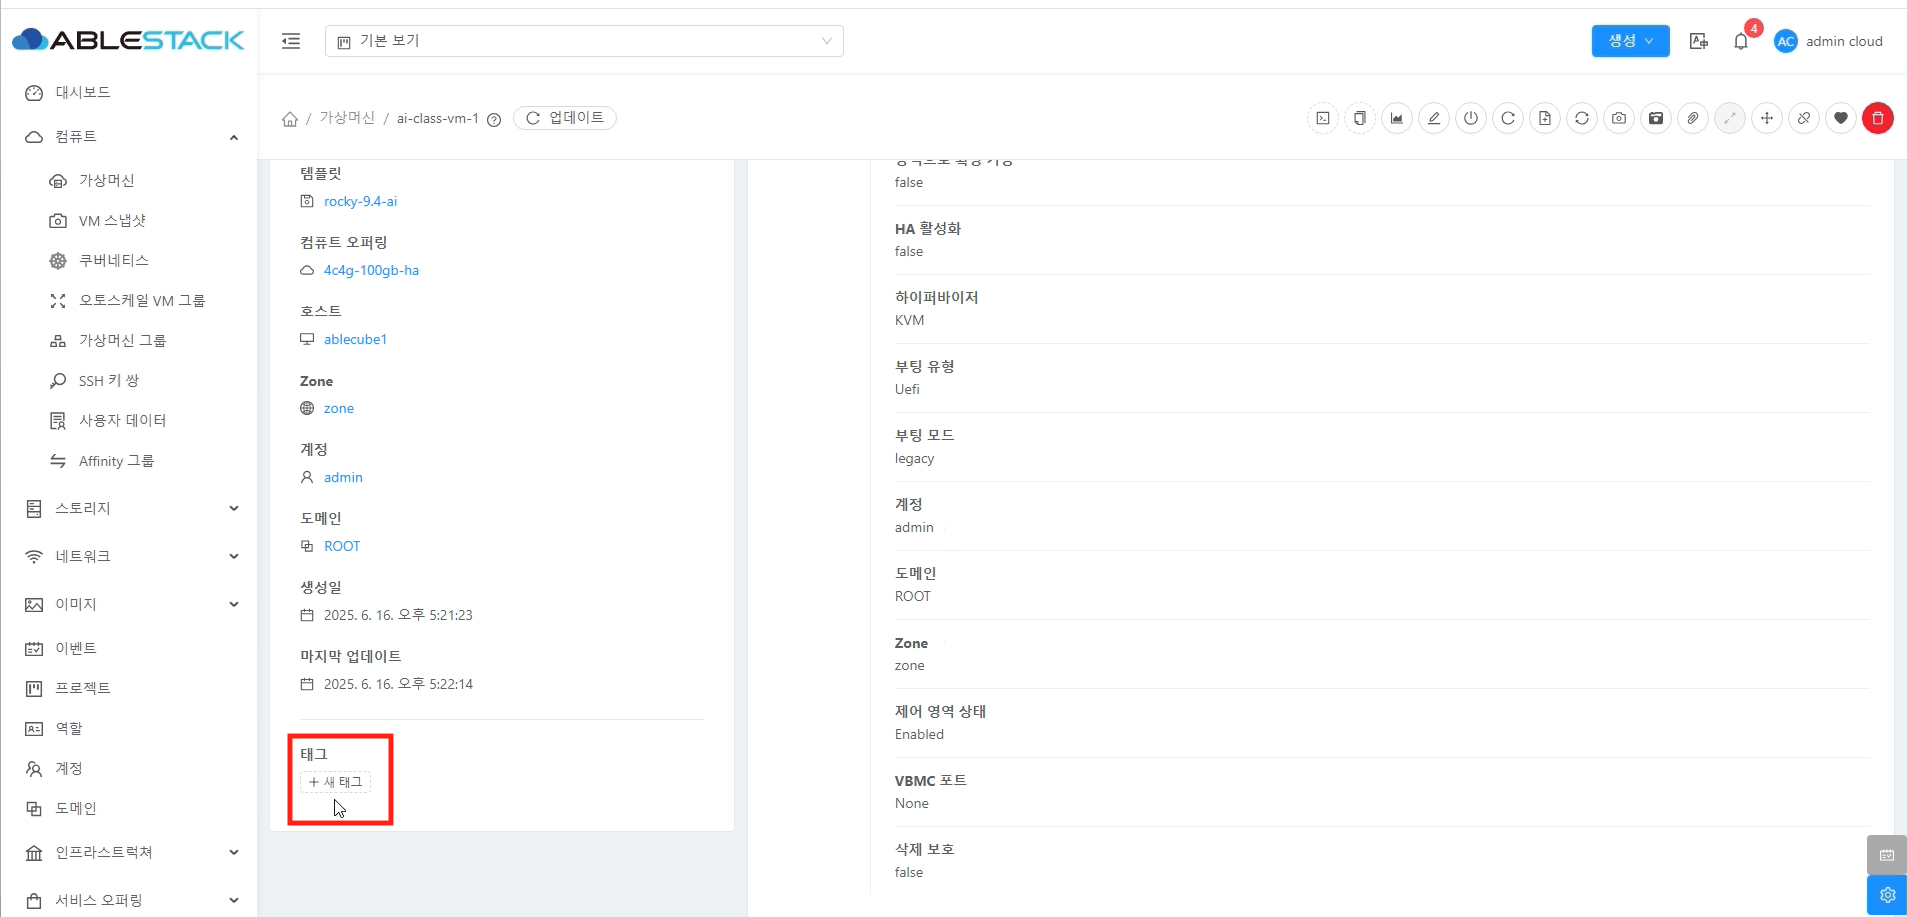 ABLESTACK
기본 보기
생성
4
AC
admin cloud
대시보드
컴퓨트
가상머신
VM 스냅샷
쿠버네티스
오토스케일 VM 그룹
가상머신 그룹
SSH 키 쌍
사용자 데이터
Affinity 그룹
스토리지
네트워크
이미지
이벤트
프로젝트
역할
계정
도메인
인프라스트럭쳐
서비스 오퍼링
/ 가상머신 / ai-class-vm-1
업데이트
템플릿
rocky-9.4-ai
컴퓨트 오퍼링
4c4g-100gb-ha
호스트
ablecube1
Zone
zone
계정
admin
도메인
ROOT
생성일
2025. 6. 16. 오후 5:21:23
마지막 업데이트
2025. 6. 16. 오후 5:22:14
태그
+ 새 태그
false
HA 활성화
false
하이퍼바이저
KVM
부팅 유형
Uefi
부팅 모드
legacy
계정
admin
도메인
ROOT
Zone
zone
제어 영역 상태
Enabled
VBMC 포트
None
삭제 보호
false